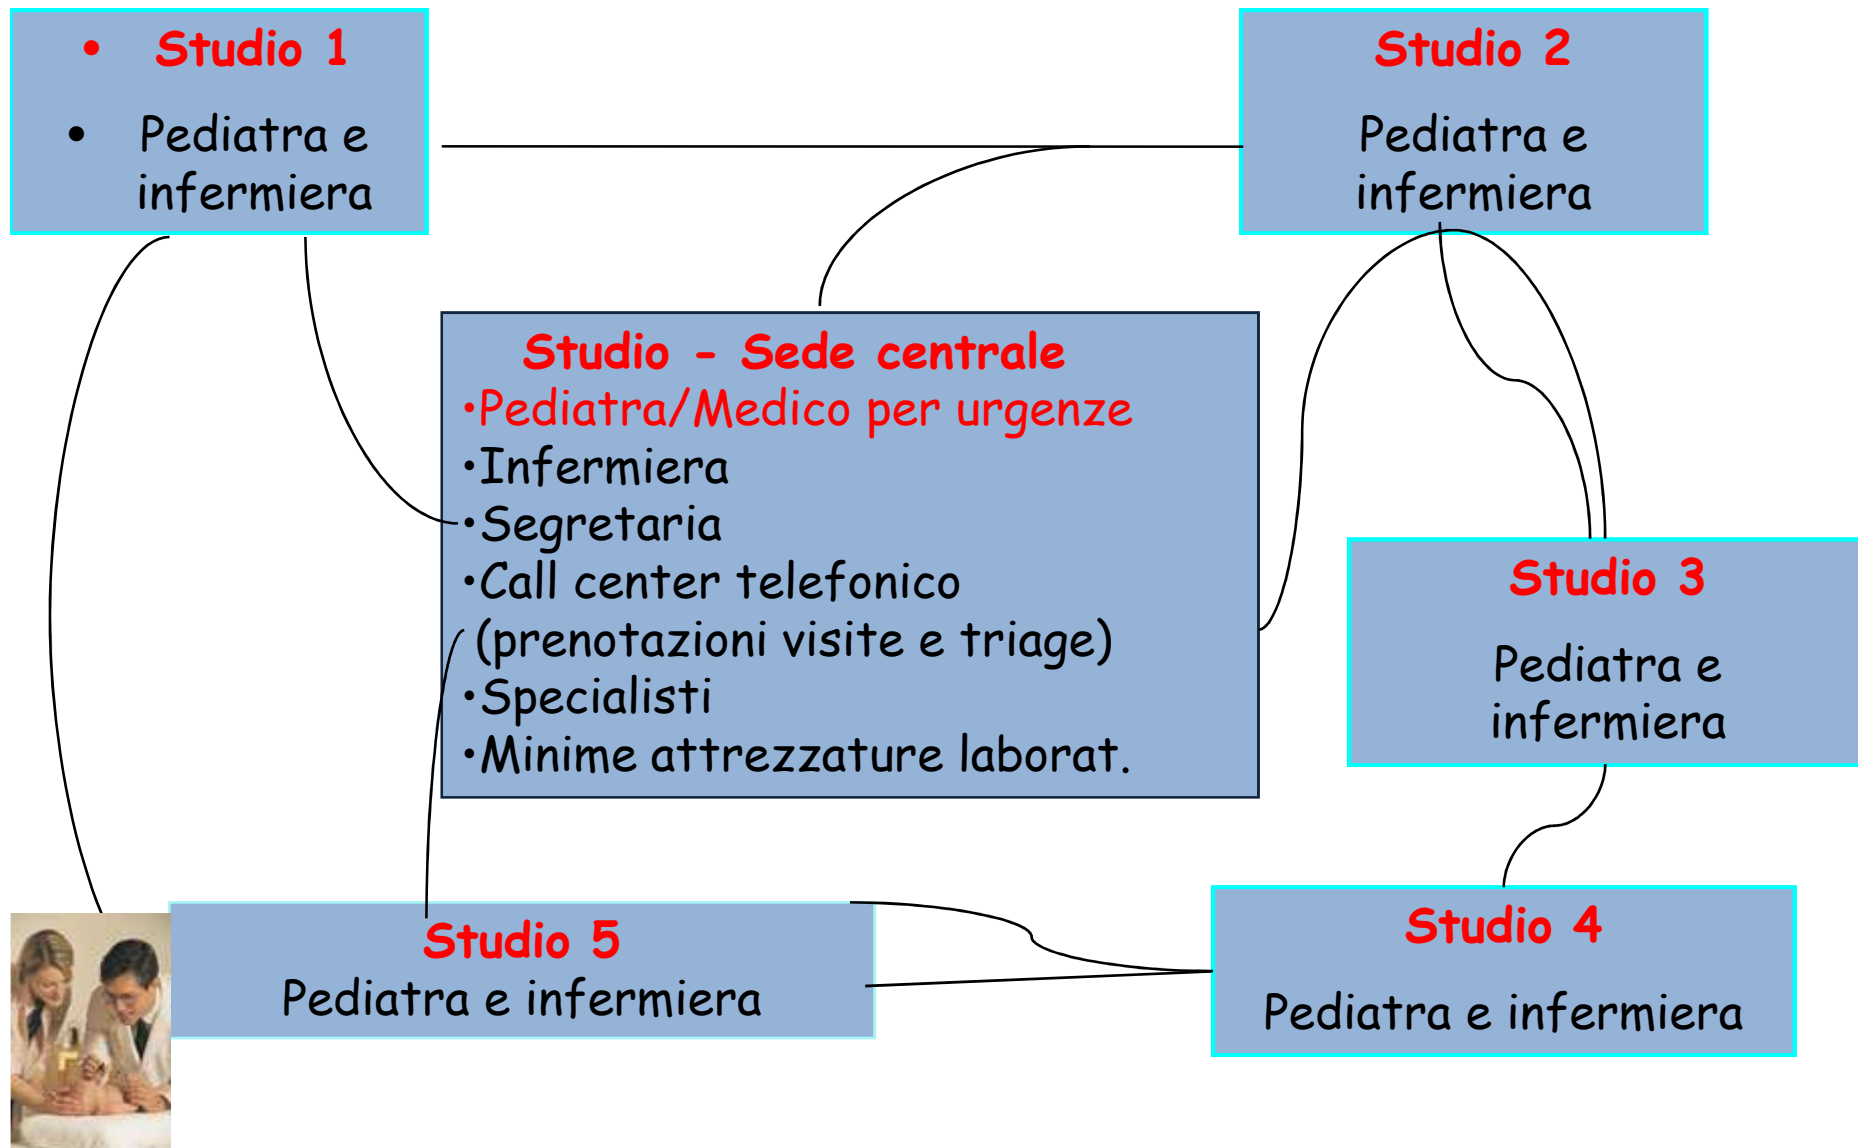 • Studio 1
• Pediatra e
infermiera
Studio 2
Pediatra e
infermiera
Studio - Sede centrale
•Pediatra/Medico per urgenze
•Infermiera
•Segretaria
•Call center telefonico
(prenotazioni visite e triage)
•Specialisti
•Minime attrezzature laborat.
Studio 3
Pediatra e
infermiera
Studio 5
Pediatra e infermiera
Studio 4
Pediatra e infermiera